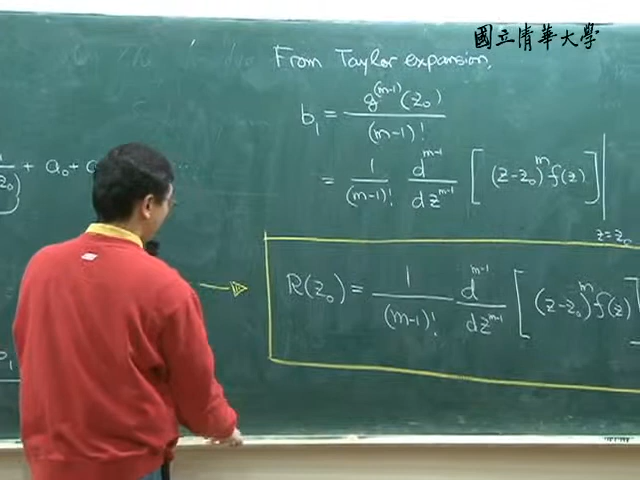 國立清華大學
From Taylor expansion,
b₁ = g^(m-1)(z₀) / (m-1)!
= 1/(m-1)! d^(m-1)/dz^(m-1) [(z-z₀)^m f(z)] |
z=z₀
+ a₀ +
R(z₀) = 1/(m-1)! d^(m-1)/dz^(m-1) [(z-z₀)^m f(z)]